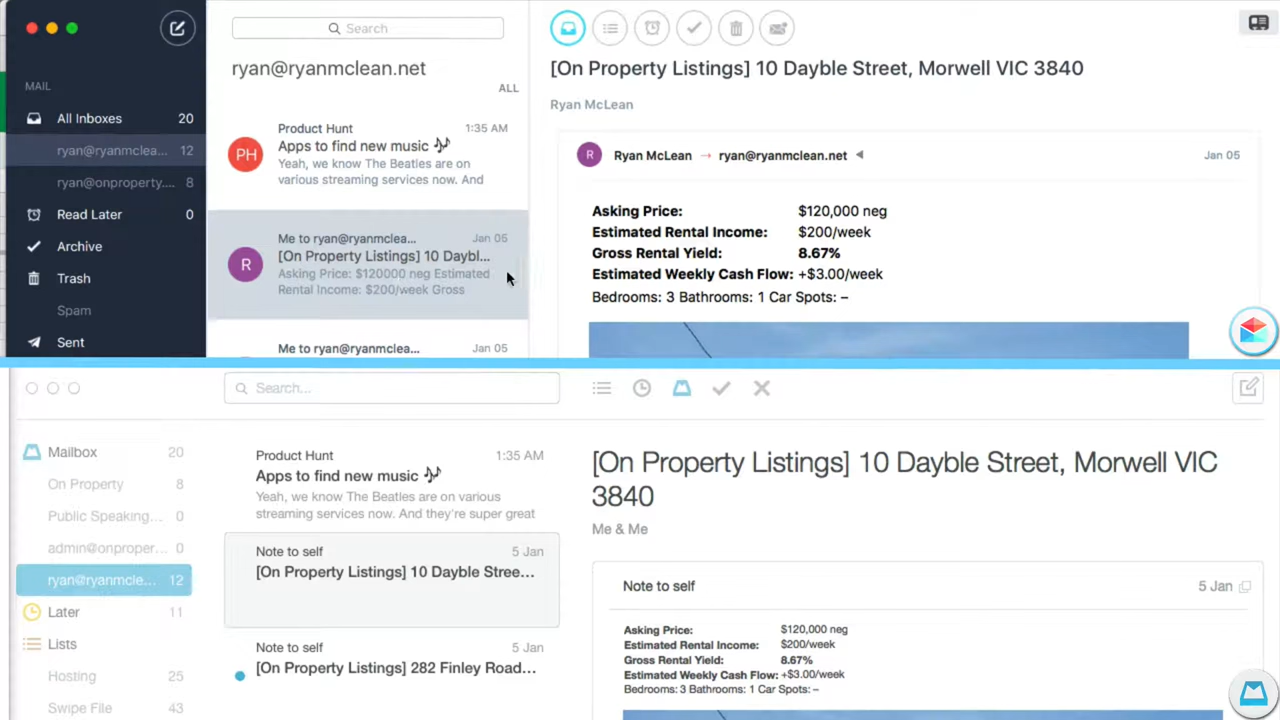 MAIL
All Inboxes 20
ryan@ryanmclea... 12
ryan@onproperty.... 8
Read Later 0
Archive
Trash
Spam
Sent
Search
ryan@ryanmclean.net
ALL
Product Hunt 1:35 AM
Apps to find new music 🎶
Yeah, we know The Beatles are on
various streaming services now. And
Me to ryan@ryanmclea... Jan 05
[On Property Listings] 10 Daybl...
Asking Price: $120000 neg Estimated
Rental Income: $200/week Gross
Me to ryan@ryanmclea... Jan 05
[On Property Listings] 10 Dayble Street, Morwell VIC 3840
Ryan McLean
R Ryan McLean → ryan@ryanmclean.net Jan 05
Asking Price: $120,000 neg
Estimated Rental Income: $200/week
Gross Rental Yield: 8.67%
Estimated Weekly Cash Flow: +$3.00/week
Bedrooms: 3 Bathrooms: 1 Car Spots: –
PH
R
Search...
Mailbox 20
On Property 8
Public Speaking... 0
admin@onproper... 0
ryan@ryanmcle... 12
Later 11
Lists
Hosting 25
Swipe File 43
Product Hunt 1:35 AM
Apps to find new music 🎶
Yeah, we know The Beatles are on various
streaming services now. And they're super great
Note to self 5 Jan
[On Property Listings] 10 Dayble Stree...
Note to self 5 Jan
[On Property Listings] 282 Finley Road...
[On Property Listings] 10 Dayble Street, Morwell VIC
3840
Me & Me
Note to self 5 Jan
Asking Price: $120,000 neg
Estimated Rental Income: $200/week
Gross Rental Yield: 8.67%
Estimated Weekly Cash Flow: +$3.00/week
Bedrooms: 3 Bathrooms: 1 Car Spots: –